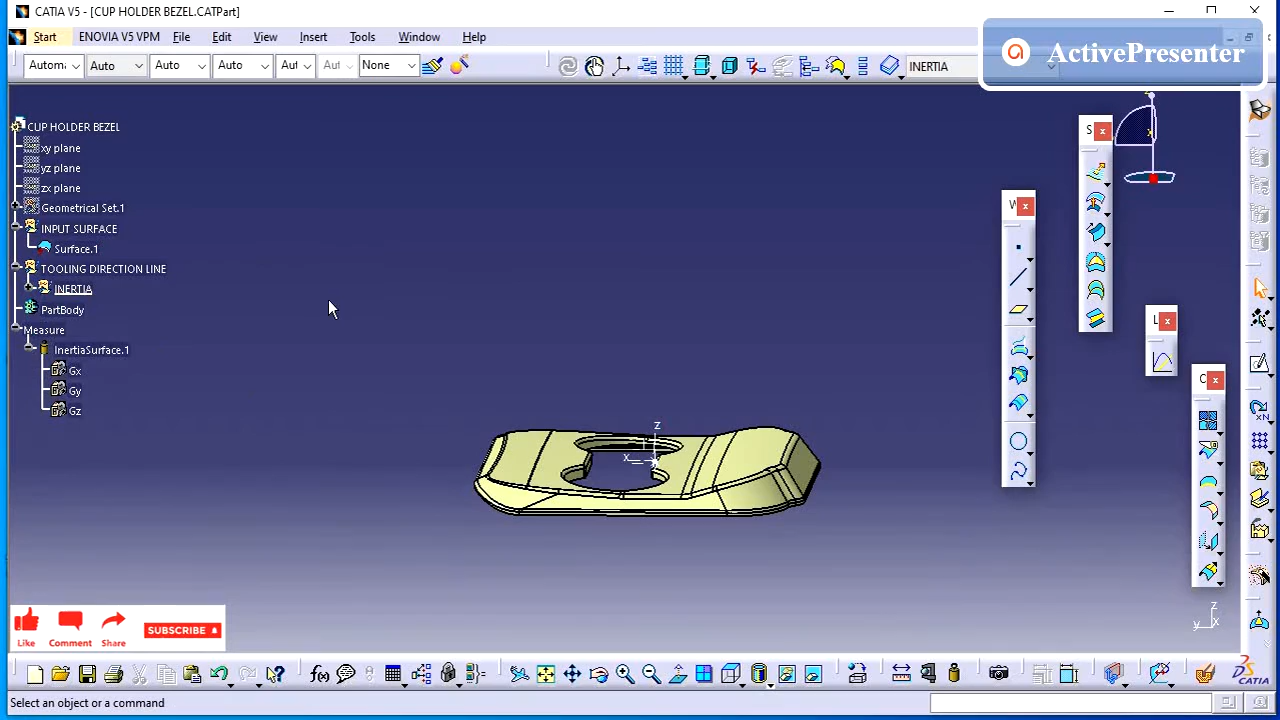 CATIA V5 - [CUP HOLDER BEZEL.CATPart]
Start ENOVIA V5 VPM File Edit View Insert Tools Window Help
ActivePresenter
Auto Auto Auto Aut Aut None INERTIA
CUP HOLDER BEZEL
xy plane
yz plane
zx plane
Geometrical Set.1
INPUT SURFACE
Surface.1
TOOLING DIRECTION LINE
INERTIA
PartBody
Measure
InertiaSurface.1
Gx
Gy
Gz
S
W
L
C
z
x
z
y x
Like Comment Share SUBSCRIBE
CATIA
Select an object or a command